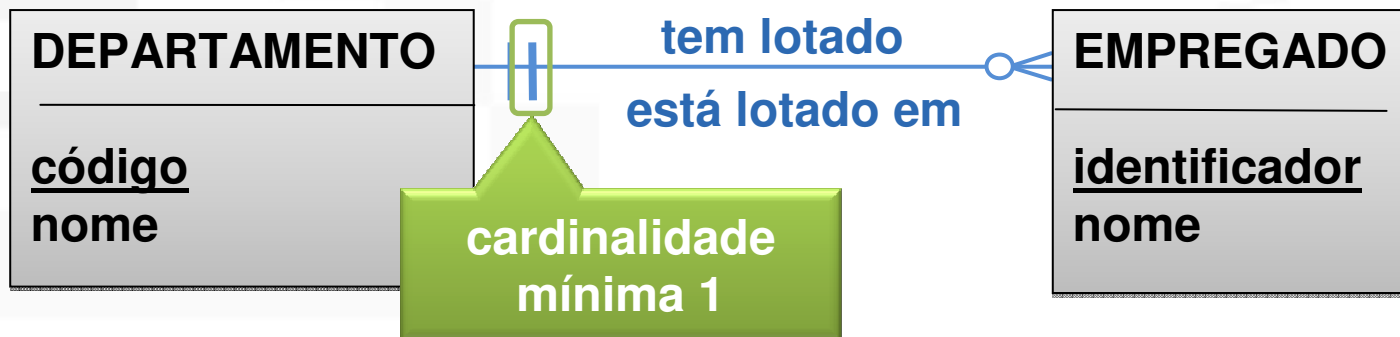 DEPARTAMENTO
código
nome
tem lotado
está lotado em
cardinalidade
mínima 1
EMPREGADO
identificador
nome